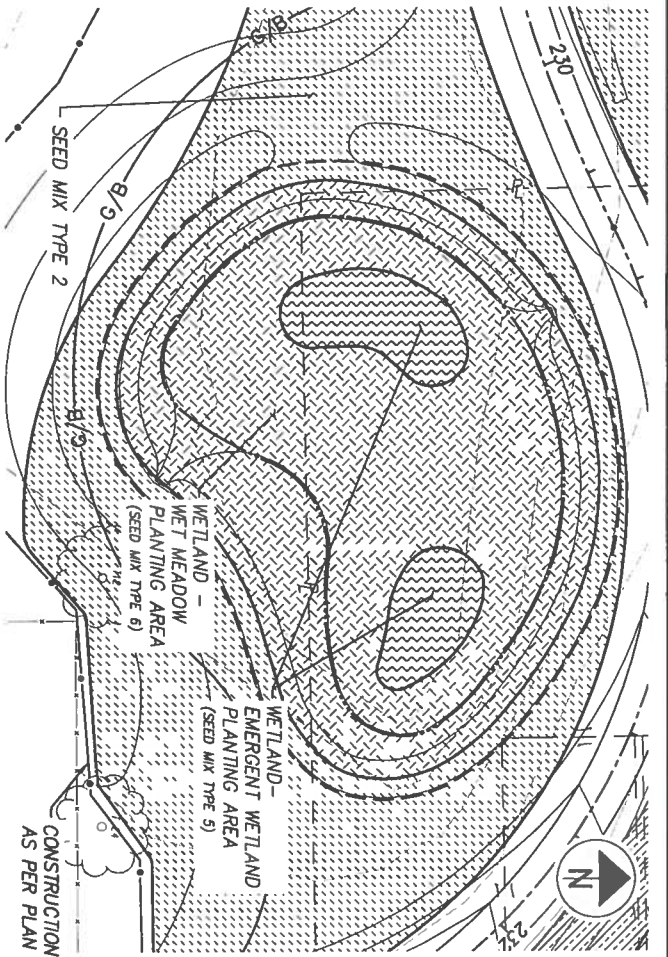 230
G/B
SEED MIX TYPE 2
G/B
G/B
WETLAND –
WET MEADOW
PLANTING AREA
(SEED MIX TYPE 6)
WETLAND–
EMERGENT WETLAND
PLANTING AREA
(SEED MIX TYPE 5)
CONSTRUCTION
AS PER PLAN
N
232